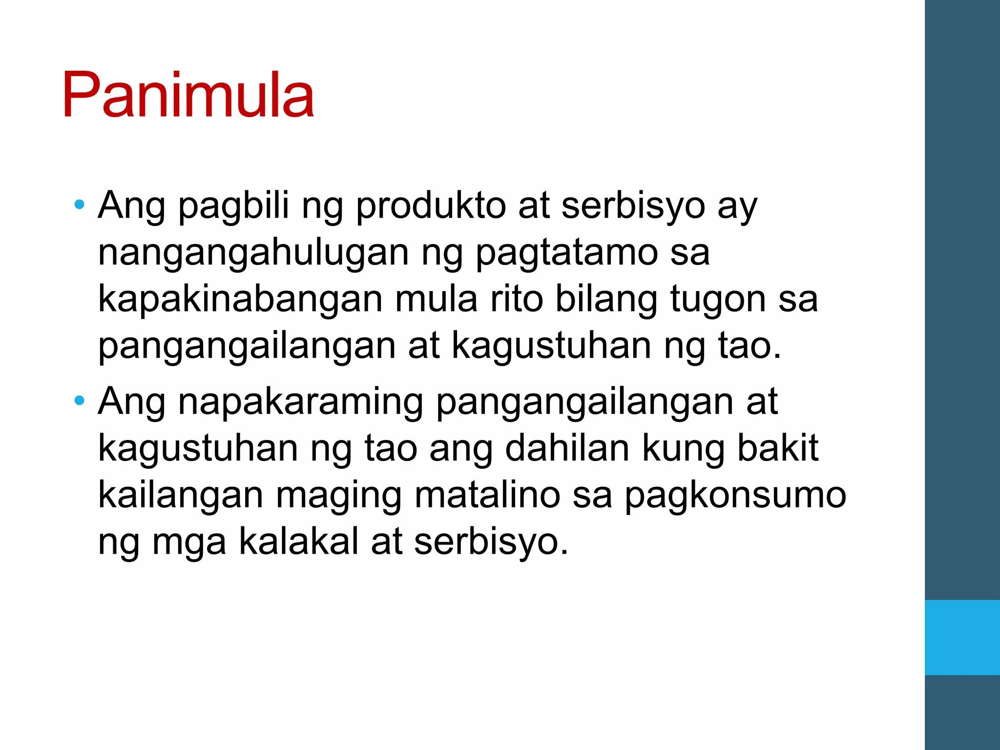 Panimula
• Ang pagbili ng produkto at serbisyo ay
nangangahulugan ng pagtatamo sa
kapakinabangan mula rito bilang tugon sa
pangangailangan at kagustuhan ng tao.
• Ang napakaraming pangangailangan at
kagustuhan ng tao ang dahilan kung bakit
kailangan maging matalino sa pagkonsumo
ng mga kalakal at serbisyo.